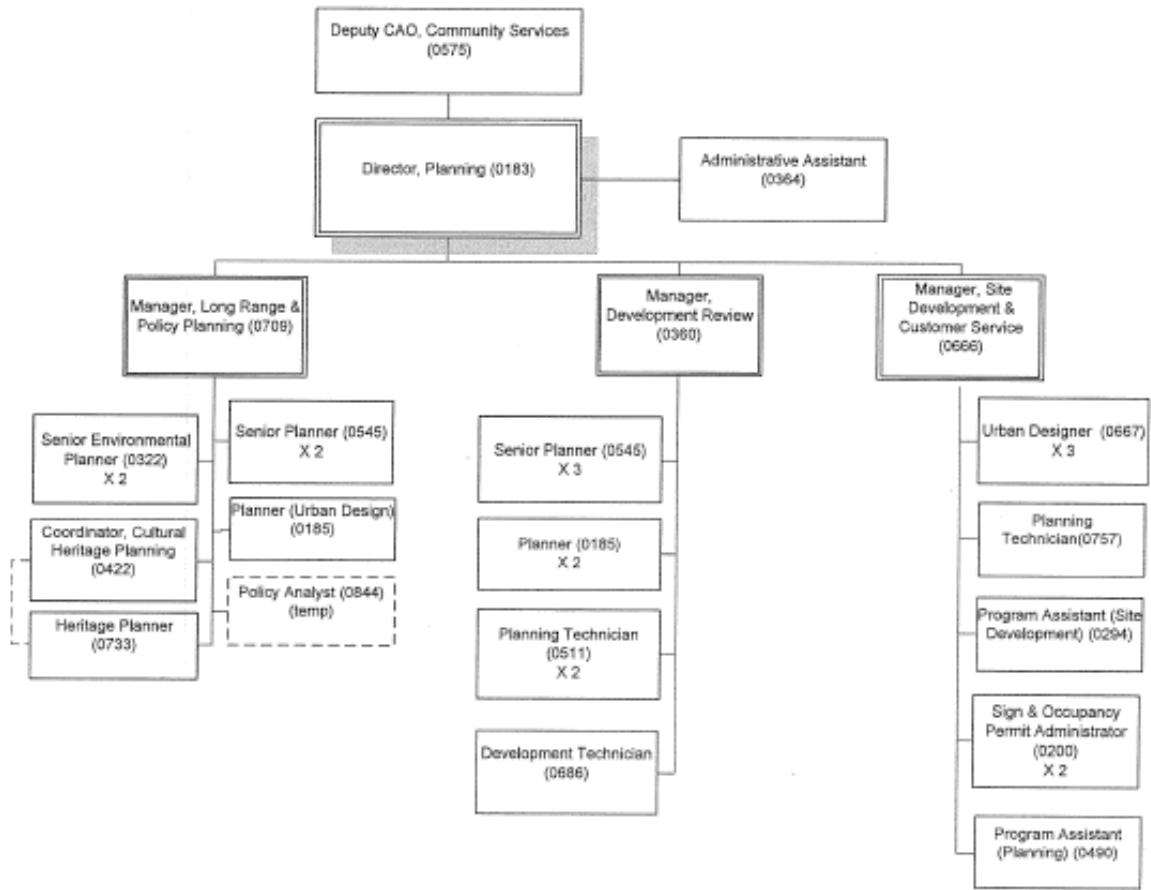 Deputy CAO, Community Services
(0575)
Director, Planning (0183)
Administrative Assistant
(0364)
Manager, Long Range &
Policy Planning (0709)
Manager,
Development Review
(0360)
Manager, Site
Development &
Customer Service
(0666)
Senior Environmental
Planner (0322)
X 2
Senior Planner (0545)
X 2
Coordinator, Cultural
Heritage Planning
(0422)
Planner (Urban Design)
(0185)
Heritage Planner
(0733)
Policy Analyst (0844)
(temp)
Senior Planner (0545)
X 3
Planner (0185)
X 2
Planning Technician
(0511)
X 2
Development Technician
(0686)
Urban Designer (0667)
X 3
Planning
Technician(0757)
Program Assistant (Site
Development) (0294)
Sign & Occupancy
Permit Administrator
(0200)
X 2
Program Assistant
(Planning) (0490)